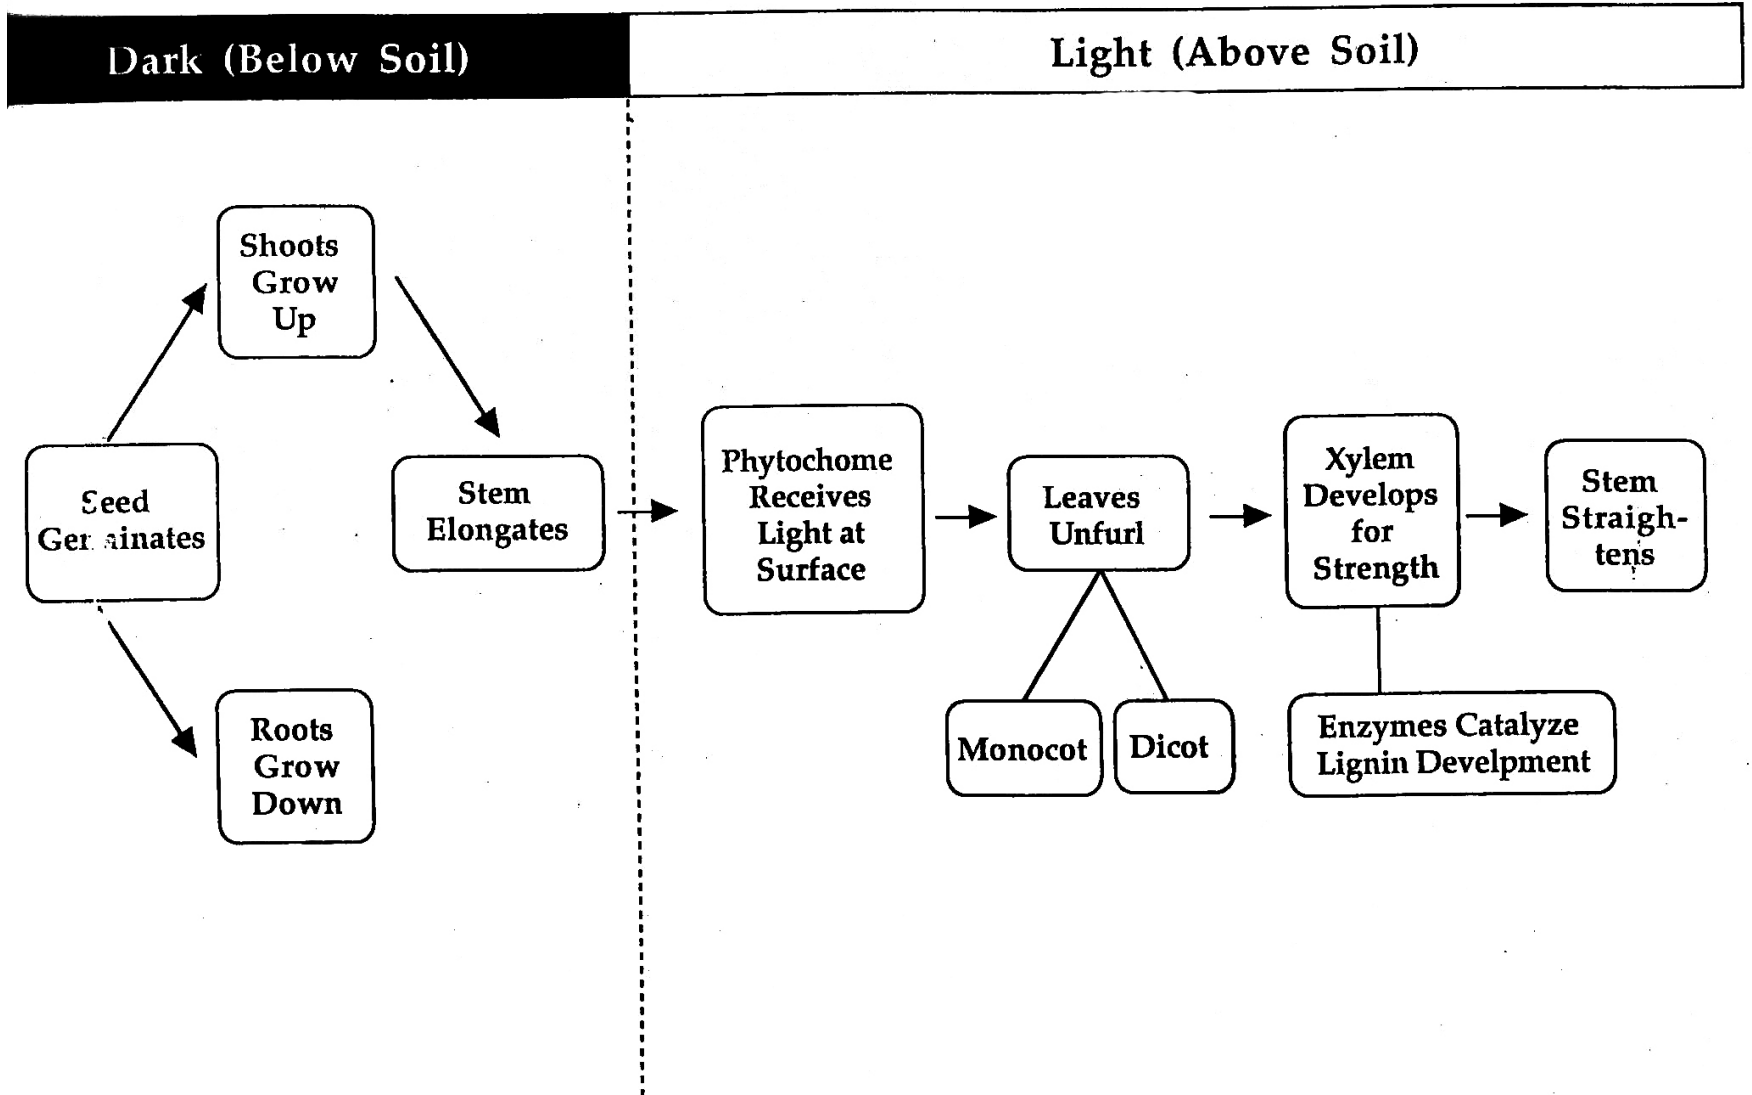 Dark (Below Soil)
Light (Above Soil)
Shoots
Grow
Up
Seed
Germinates
Roots
Grow
Down
Stem
Elongates
Phytochome
Receives
Light at
Surface
Leaves
Unfurl
Monocot
Dicot
Xylem
Develops
for
Strength
Enzymes Catalyze
Lignin Develpment
Stem
Straigh-
tens